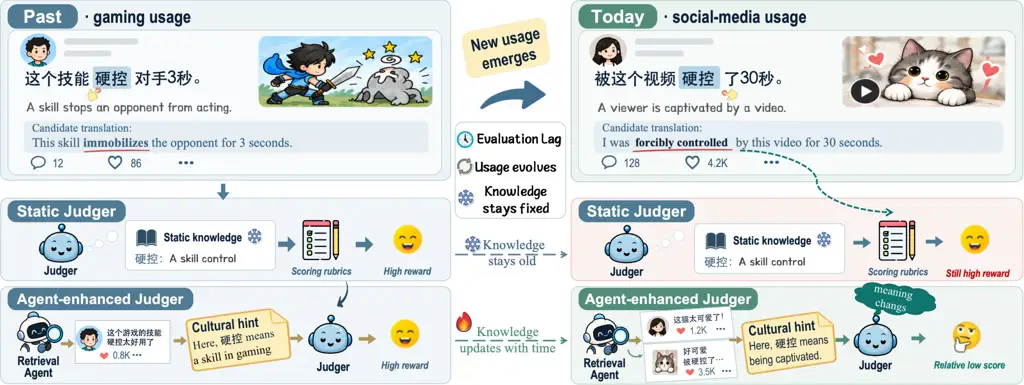 Past · gaming usage
这个技能 硬控 对手3秒。
A skill stops an opponent from acting.
Candidate translation:
This skill immobilizes the opponent for 3 seconds.
12 86 •••
New usage
emerges
Evaluation Lag
Usage evolves
Knowledge
stays fixed
Today · social-media usage
被这个视频 硬控 了30秒。
A viewer is captivated by a video.
Candidate translation:
I was forcibly controlled by this video for 30 seconds.
128 4.2K •••
Static Judger
Judger
Static knowledge
硬控: A skill control
Scoring rubrics
High reward
Knowledge
stays old
Static Judger
Judger
Static knowledge
硬控: A skill control
Scoring rubrics
Still high reward
Agent-enhanced Judger
Retrieval
Agent
这个游戏的技能
硬控太好用了
0.8K •••
Cultural hint
Here, 硬控 means
a skill in gaming
Judger
High reward
Knowledge
updates with time
Agent-enhanced Judger
Retrieval
Agent
这猫太可爱了!
1.2K •••
好可爱
被硬控了...
3.5K •••
Cultural hint
Here, 硬控 means
being captivated.
meaning
changs
Judger
Relative low score